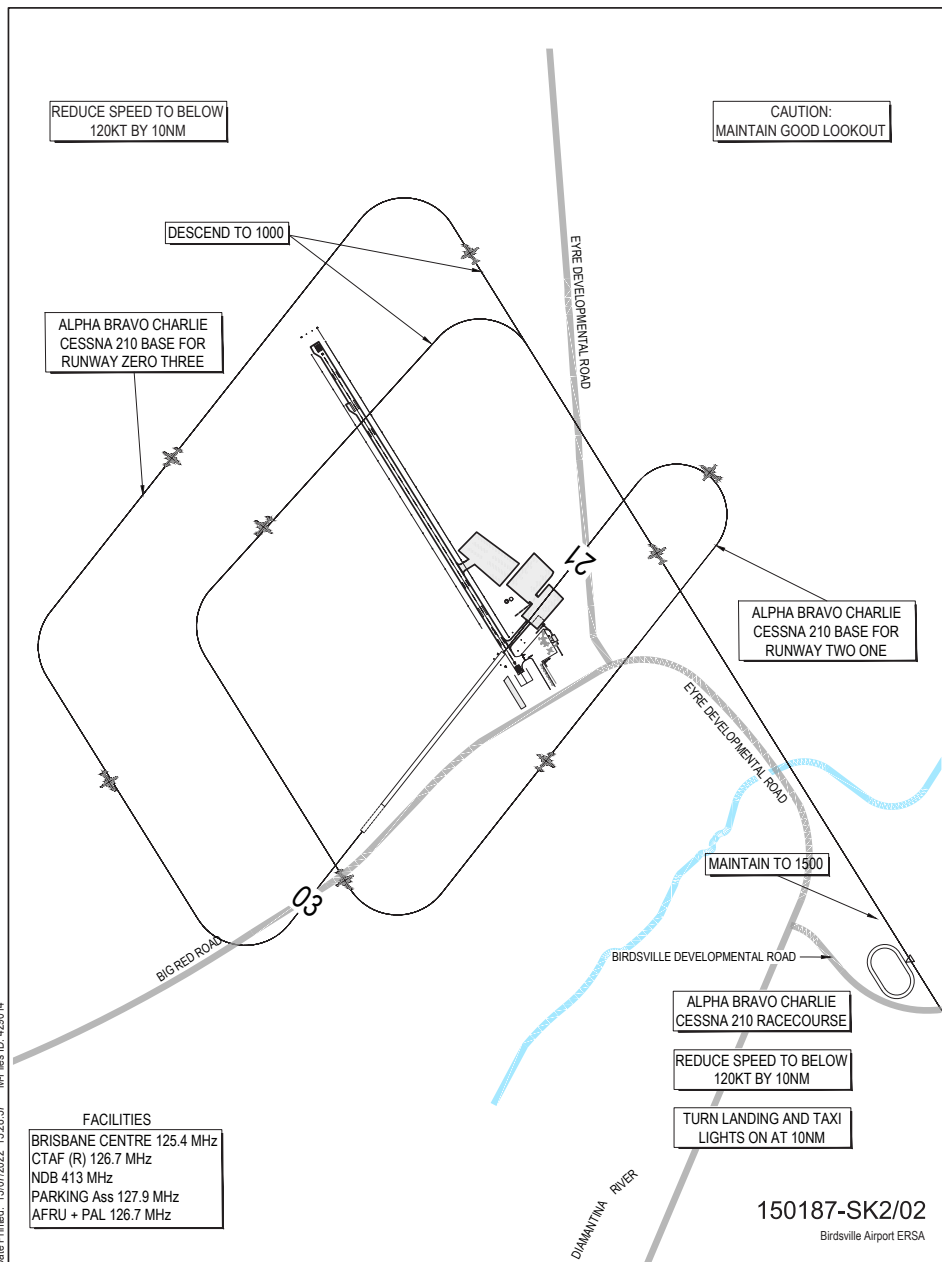 REDUCE SPEED TO BELOW
120KT BY 10NM
CAUTION:
MAINTAIN GOOD LOOKOUT
DESCEND TO 1000
EYRE DEVELOPMENTAL ROAD
ALPHA BRAVO CHARLIE
CESSNA 210 BASE FOR
RUNWAY ZERO THREE
21
ALPHA BRAVO CHARLIE
CESSNA 210 BASE FOR
RUNWAY TWO ONE
EYRE DEVELOPMENTAL ROAD
MAINTAIN TO 1500
03
BIG RED ROAD
BIRDSVILLE DEVELOPMENTAL ROAD
ALPHA BRAVO CHARLIE
CESSNA 210 RACECOURSE
REDUCE SPEED TO BELOW
120KT BY 10NM
TURN LANDING AND TAXI
LIGHTS ON AT 10NM
FACILITIES
BRISBANE CENTRE 125.4 MHz
CTAF (R) 126.7 MHz
NDB 413 MHz
PARKING Ass 127.9 MHz
AFRU + PAL 126.7 MHz
DIAMANTINA RIVER
150187-SK2/02
Birdsville Airport ERSA